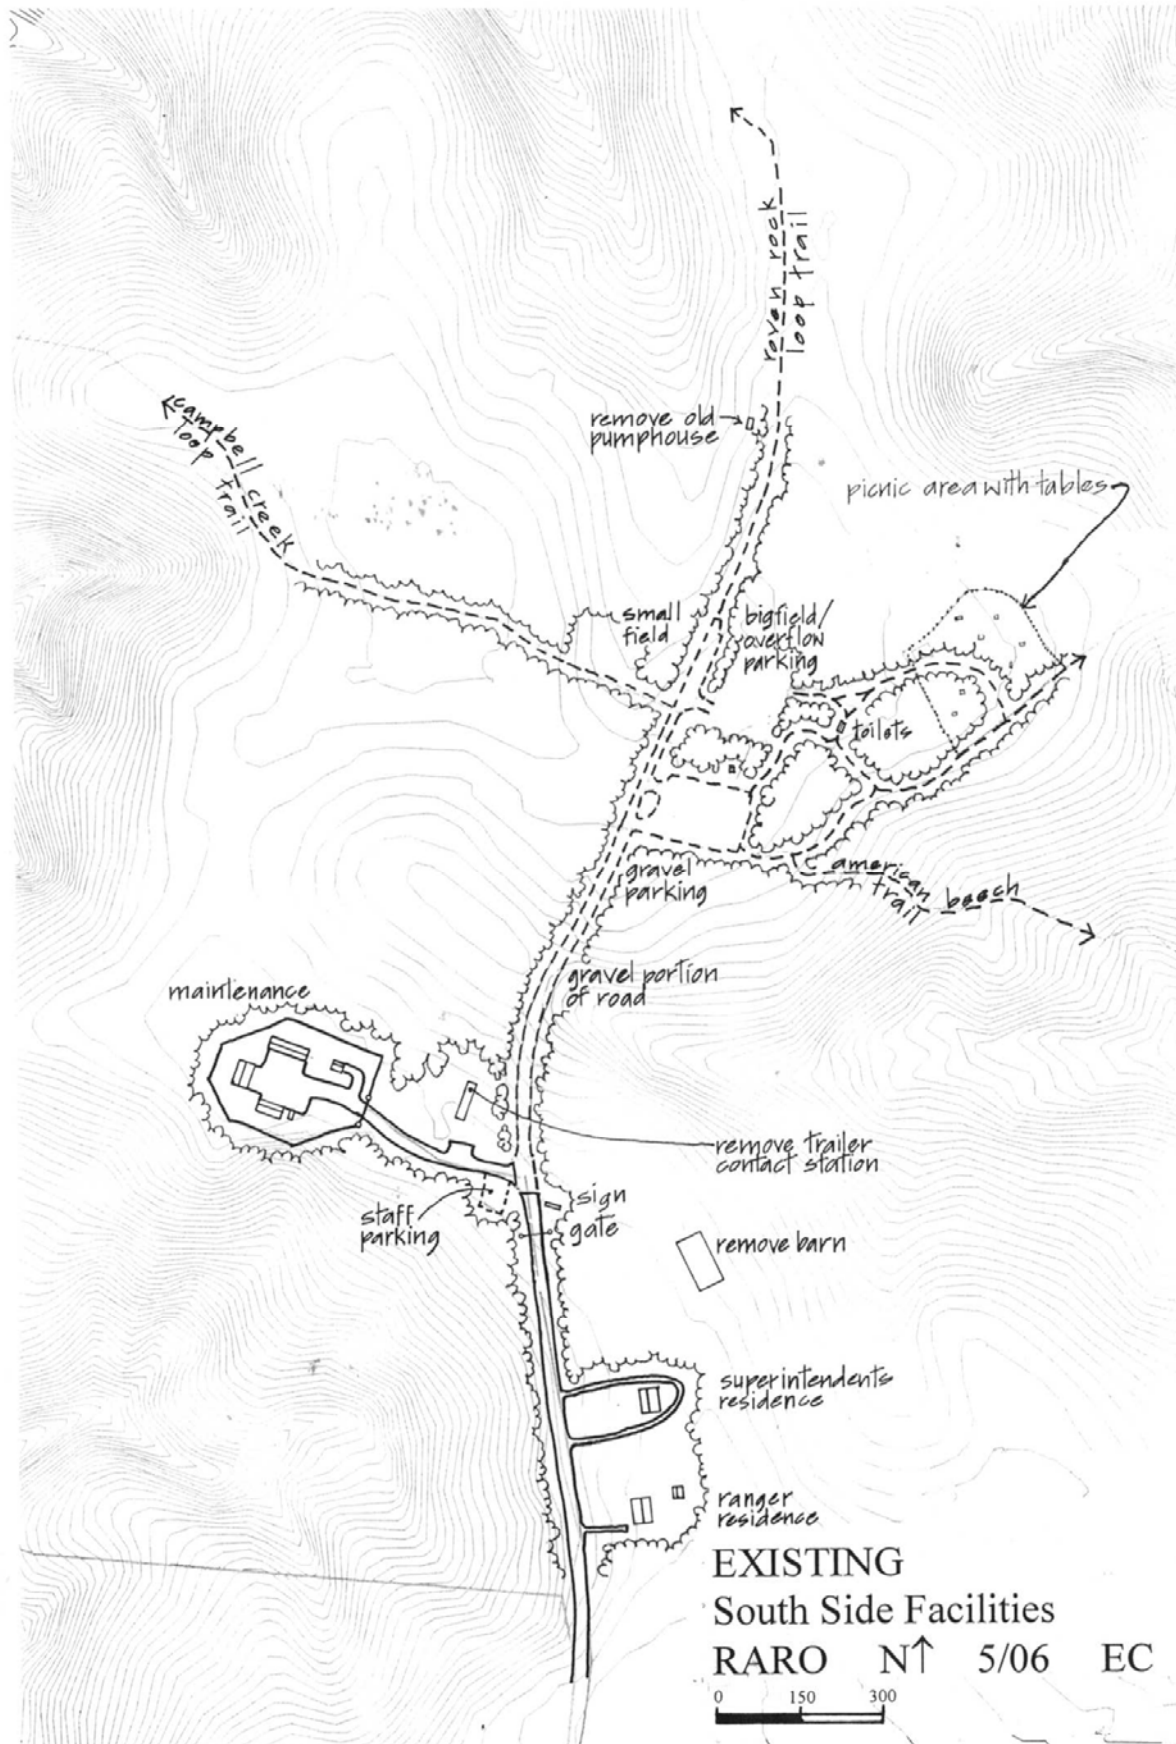 raven rock
loop trail
remove old
pumphouse
campbell creek
loop trail
picnic area with tables
small
field
bigfield/
overflow
parking
toilets
gravel
parking
american beech
trail
gravel portion
of road
maintenance
remove trailer
contact station
staff
parking
sign
gate
remove barn
superintendents
residence
ranger
residence
EXISTING
South Side Facilities
RARO N↑ 5/06 EC
0 150 300